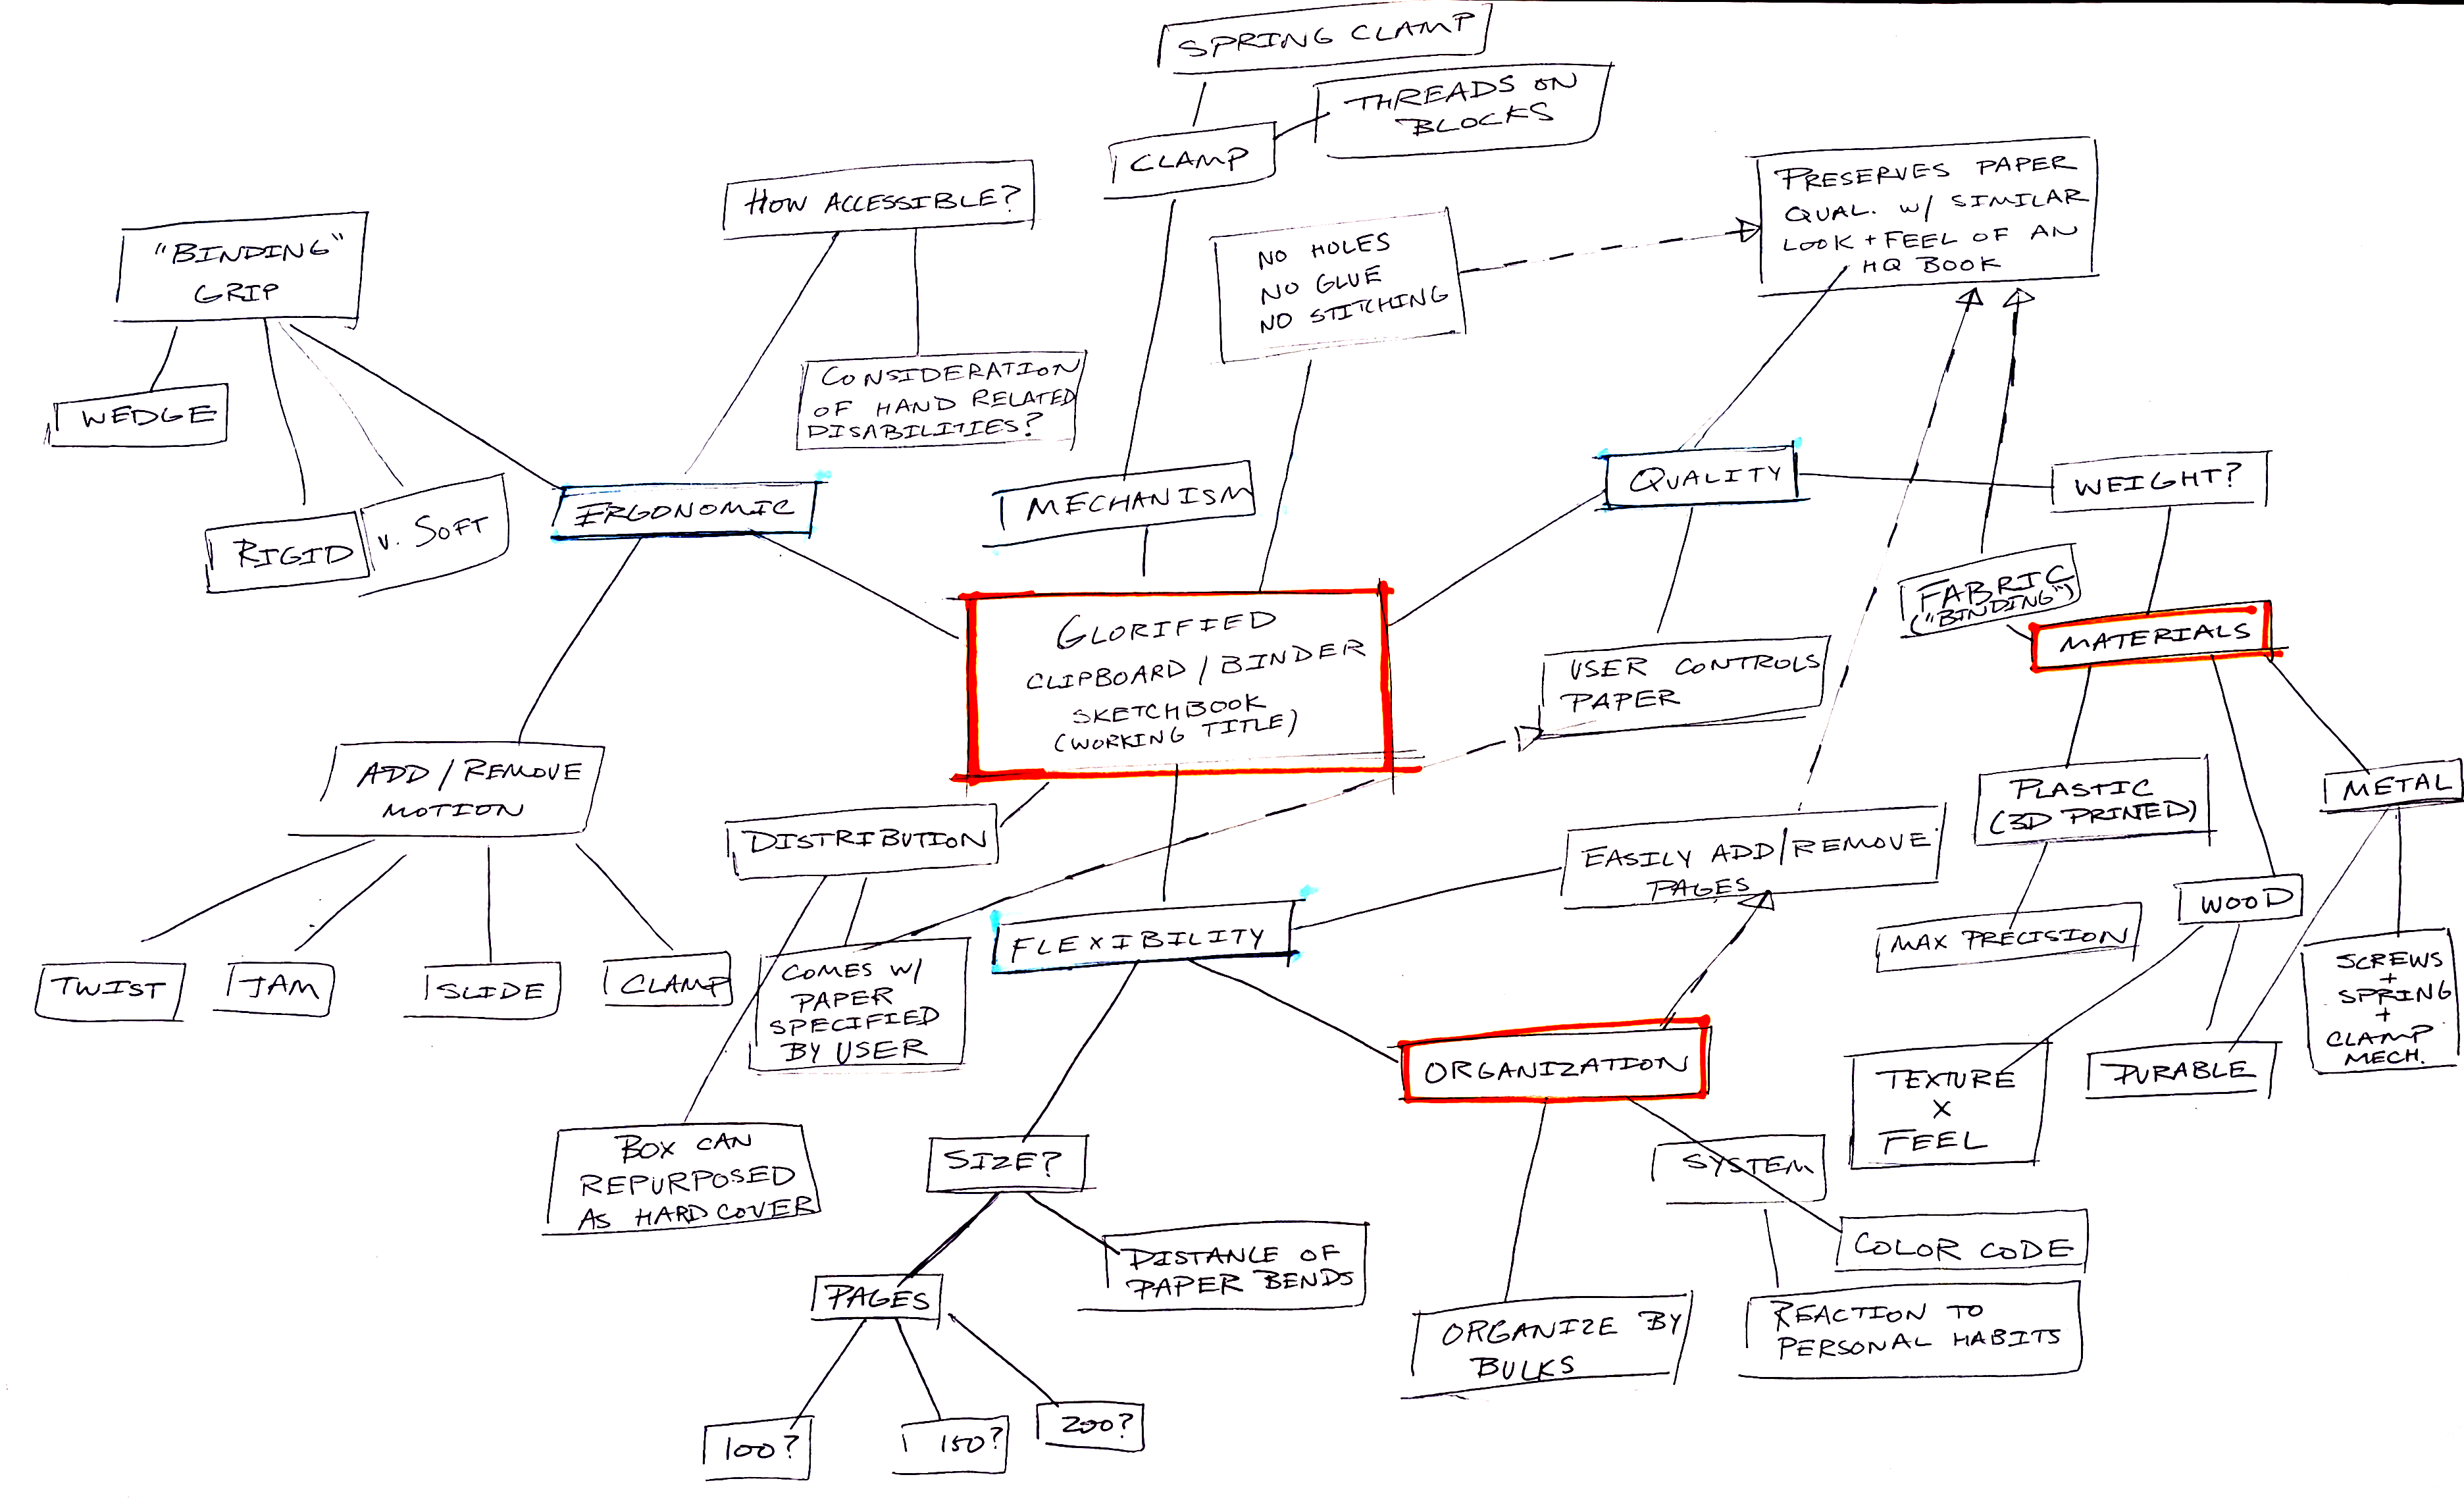 SPRING CLAMP
THREADS ON
BLOCKS
CLAMP
HOW ACCESSIBLE?
PRESERVES PAPER
QUAL. W/ SIMILAR
LOOK + FEEL OF AN
HQ BOOK
"BINDING"
GRIP
NO HOLES
NO GLUE
NO STITCHING
WEDGE
CONSIDERATION
OF HAND RELATED
DISABILITIES?
MECHANISM
QUALITY
WEIGHT?
ERGONOMIC
RIGID
V. SOFT
FABRIC
("BINDING")
MATERIALS
GLORIFIED
CLIPBOARD / BINDER
SKETCHBOOK
(WORKING TITLE)
USER CONTROLS
PAPER
ADD / REMOVE
MOTION
DISTRIBUTION
EASILY ADD/REMOVE
PAGES
PLASTIC
(3D PRINED)
METAL
WOOD
MAX PRECISION
FLEXIBILITY
TWIST
JAM
SLIDE
CLAMP
COMES W/
PAPER
SPECIFIED
BY USER
SCREWS
+
SPRING
+
CLAMP
MECH.
ORGANIZATION
TEXTURE
X
FEEL
DURABLE
BOX CAN
REPURPOSED
AS HARDCOVER
SIZE?
SYSTEM
DISTANCE OF
PAPER BENDS
COLOR CODE
PAGES
ORGANIZE BY
BULKS
REACTION TO
PERSONAL HABITS
100?
150?
200?